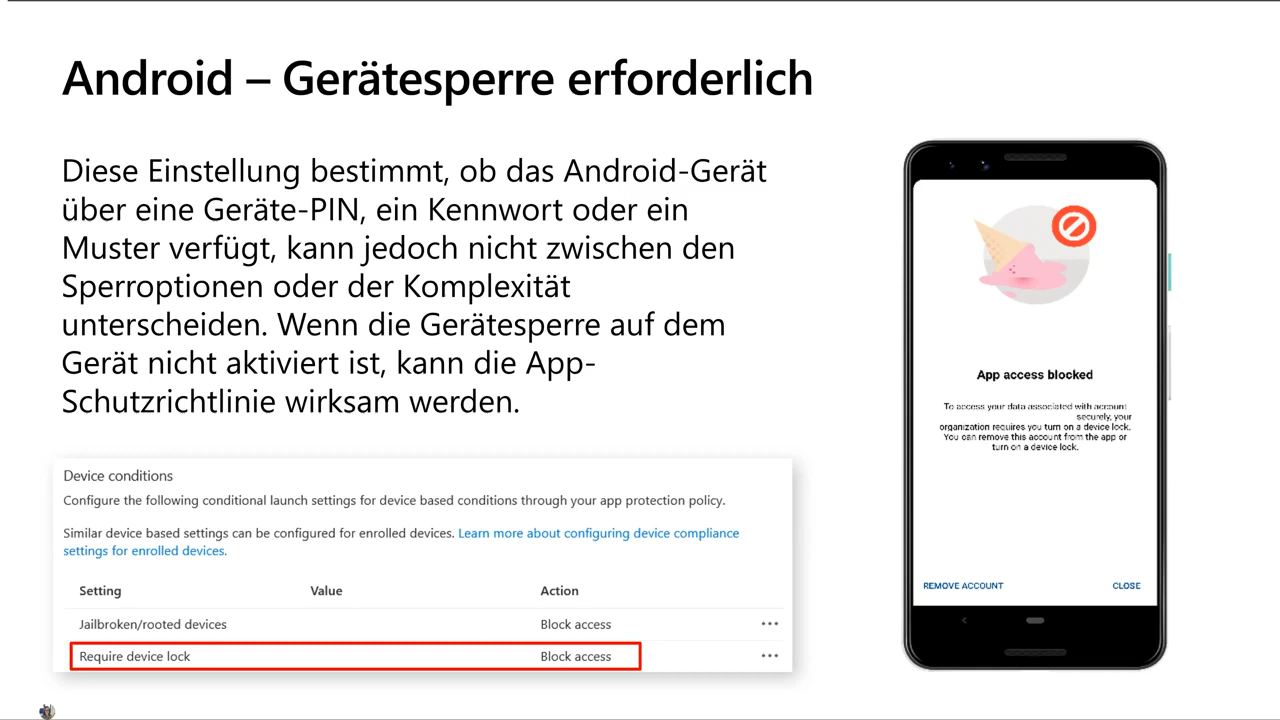 Android – Gerätesperre erforderlich
Diese Einstellung bestimmt, ob das Android-Gerät
über eine Geräte-PIN, ein Kennwort oder ein
Muster verfügt, kann jedoch nicht zwischen den
Sperroptionen oder der Komplexität
unterscheiden. Wenn die Gerätesperre auf dem
Gerät nicht aktiviert ist, kann die App-
Schutzrichtlinie wirksam werden.
Device conditions
Configure the following conditional launch settings for device based conditions through your app protection policy.
Similar device based settings can be configured for enrolled devices. Learn more about configuring device compliance
settings for enrolled devices.
Setting Value Action
Jailbroken/rooted devices Block access ...
Require device lock Block access ...
App access blocked
To access your data associated with account
securely, your
organization requires you turn on a device lock.
You can remove this account from the app or
turn on a device lock.
REMOVE ACCOUNT CLOSE